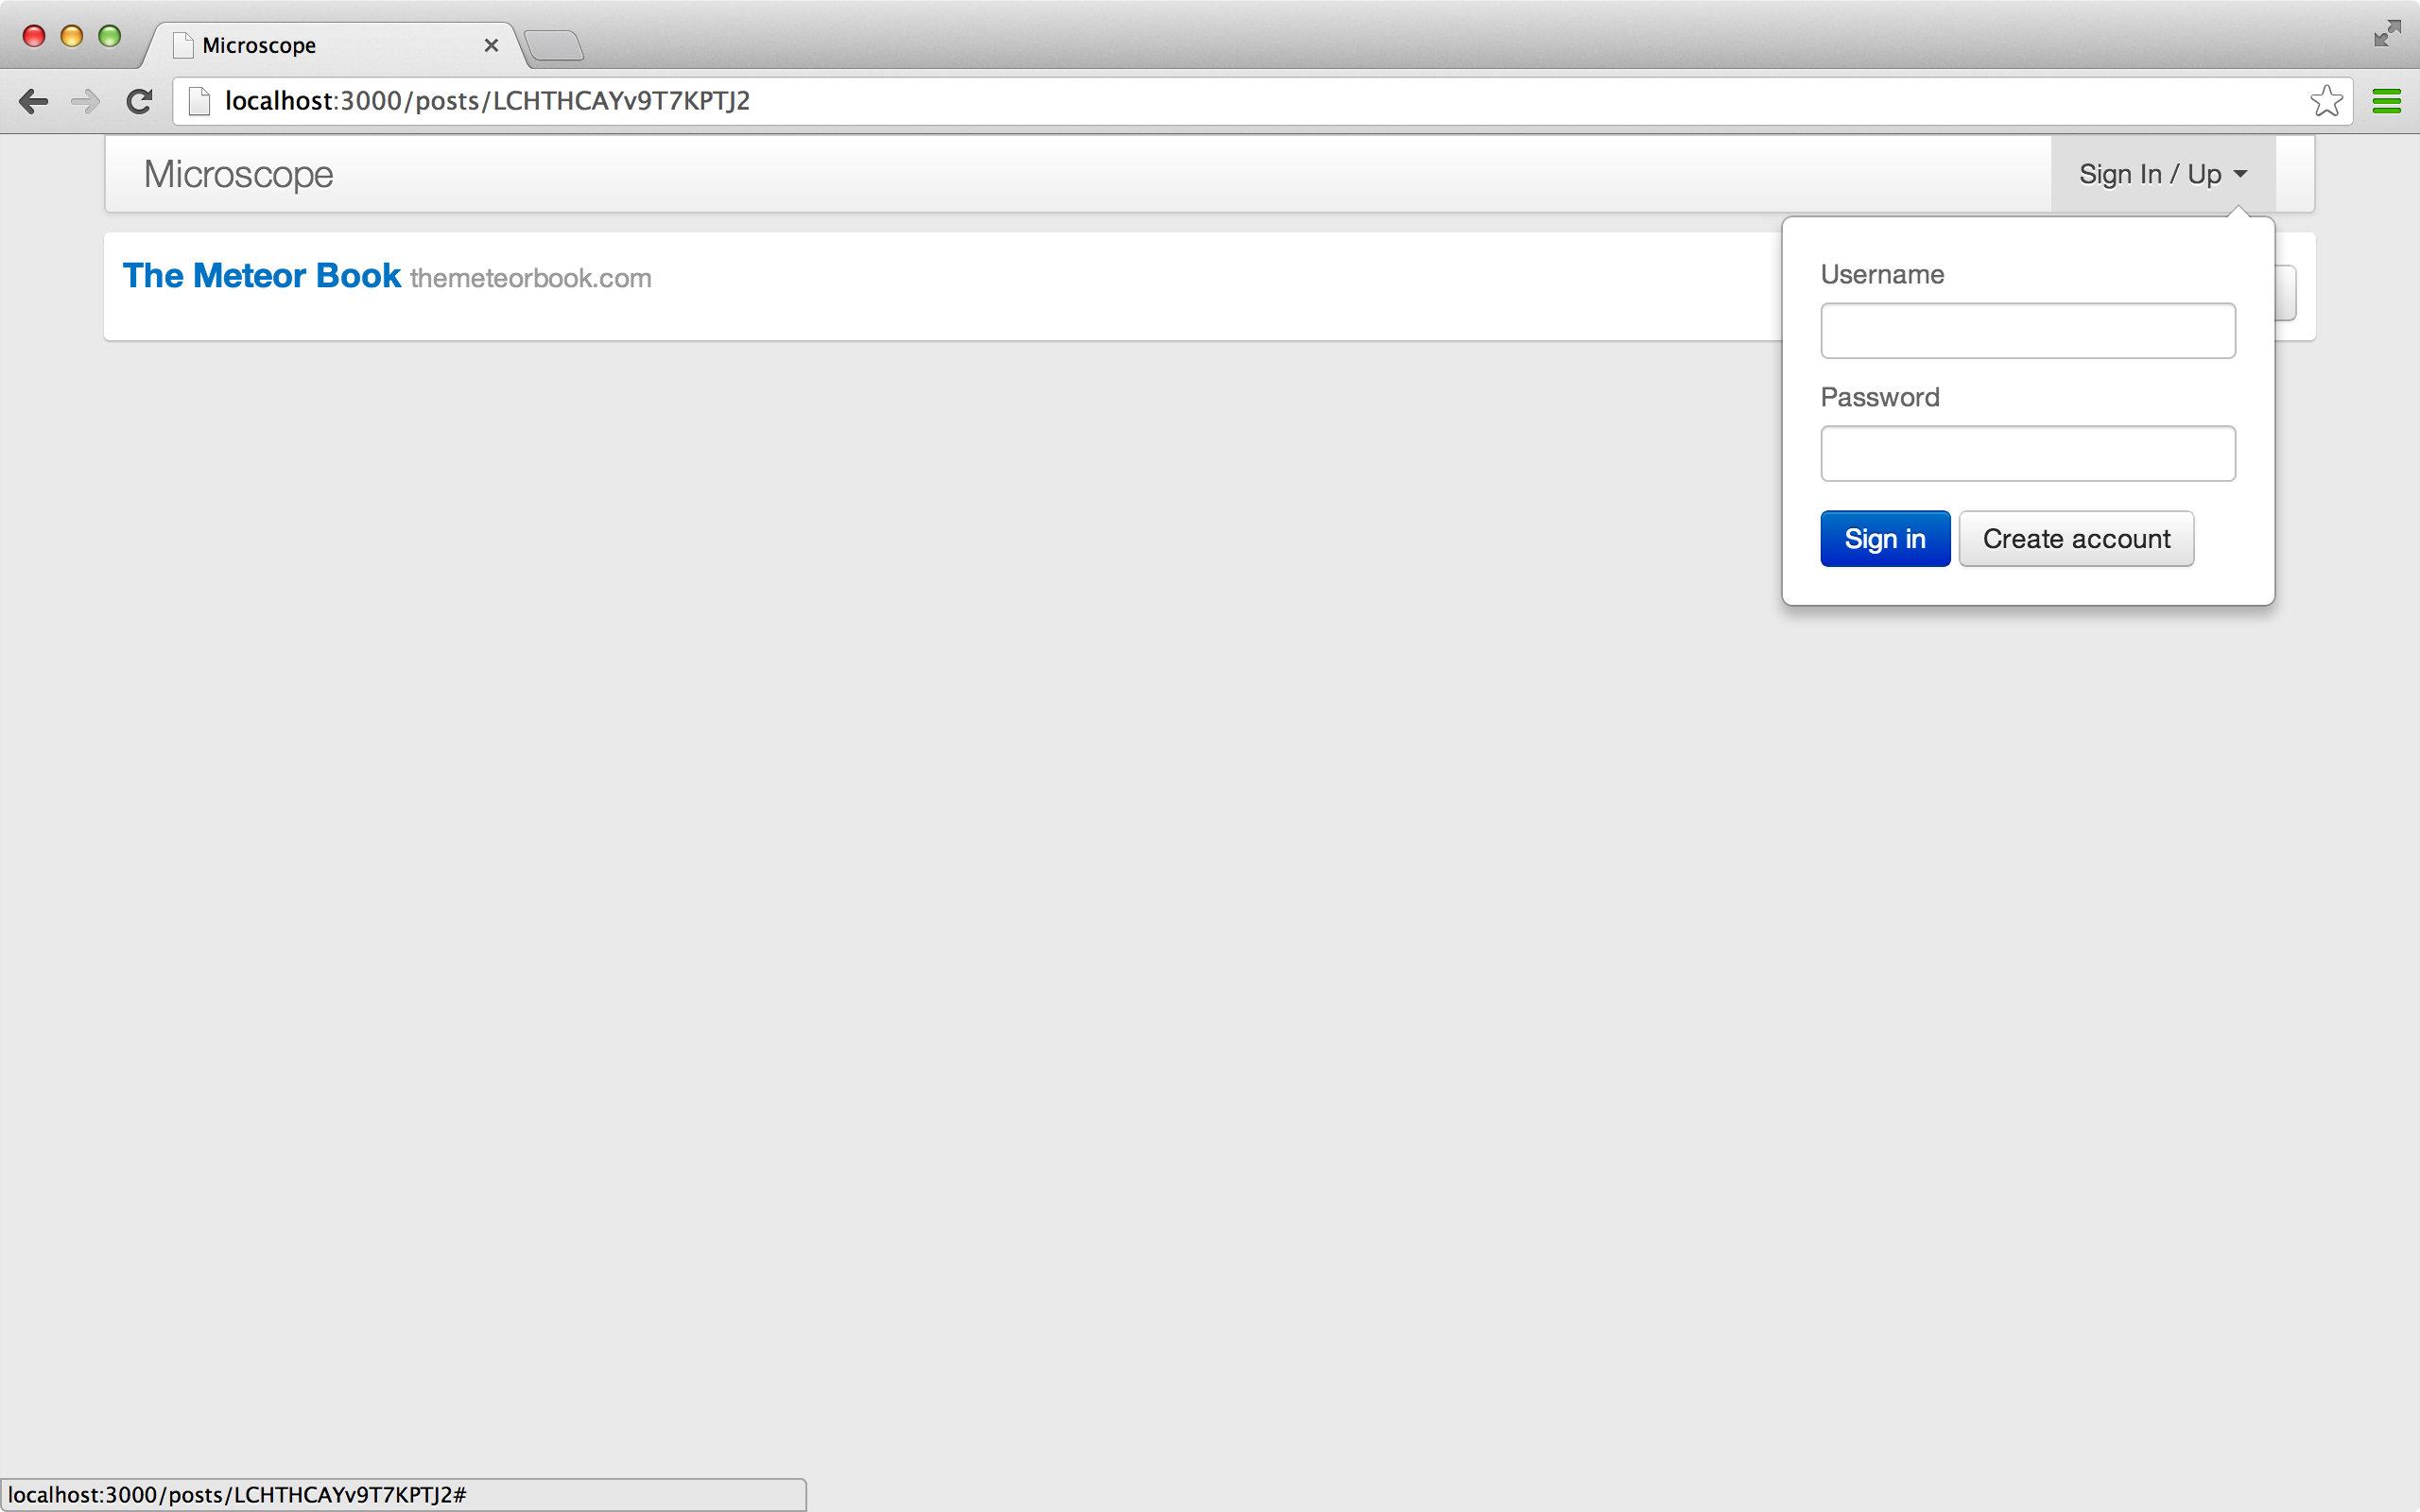 Microscope
localhost:3000/posts/LCHTHCAYv9T7KPTJ2
Microscope
Sign In / Up
The Meteor Book themeteorbook.com
Username
Password
Sign in Create account
localhost:3000/posts/LCHTHCAYv9T7KPTJ2#